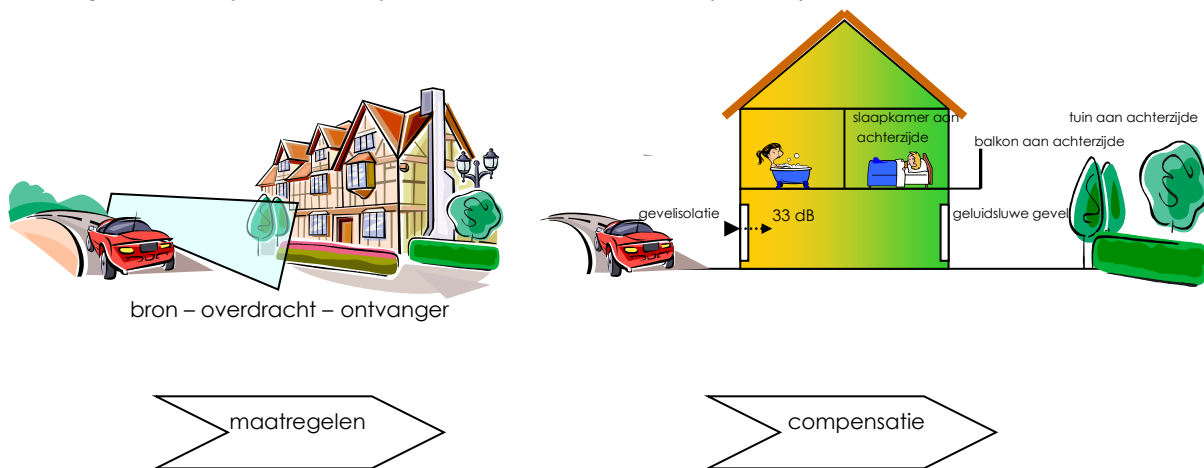 slaapkamer aan
achterzijde
tuin aan achterzijde
balkon aan achterzijde
gevelisolatie
33 dB
geluidsluwe gevel
bron – overdracht – ontvanger
maatregelen
compensatie